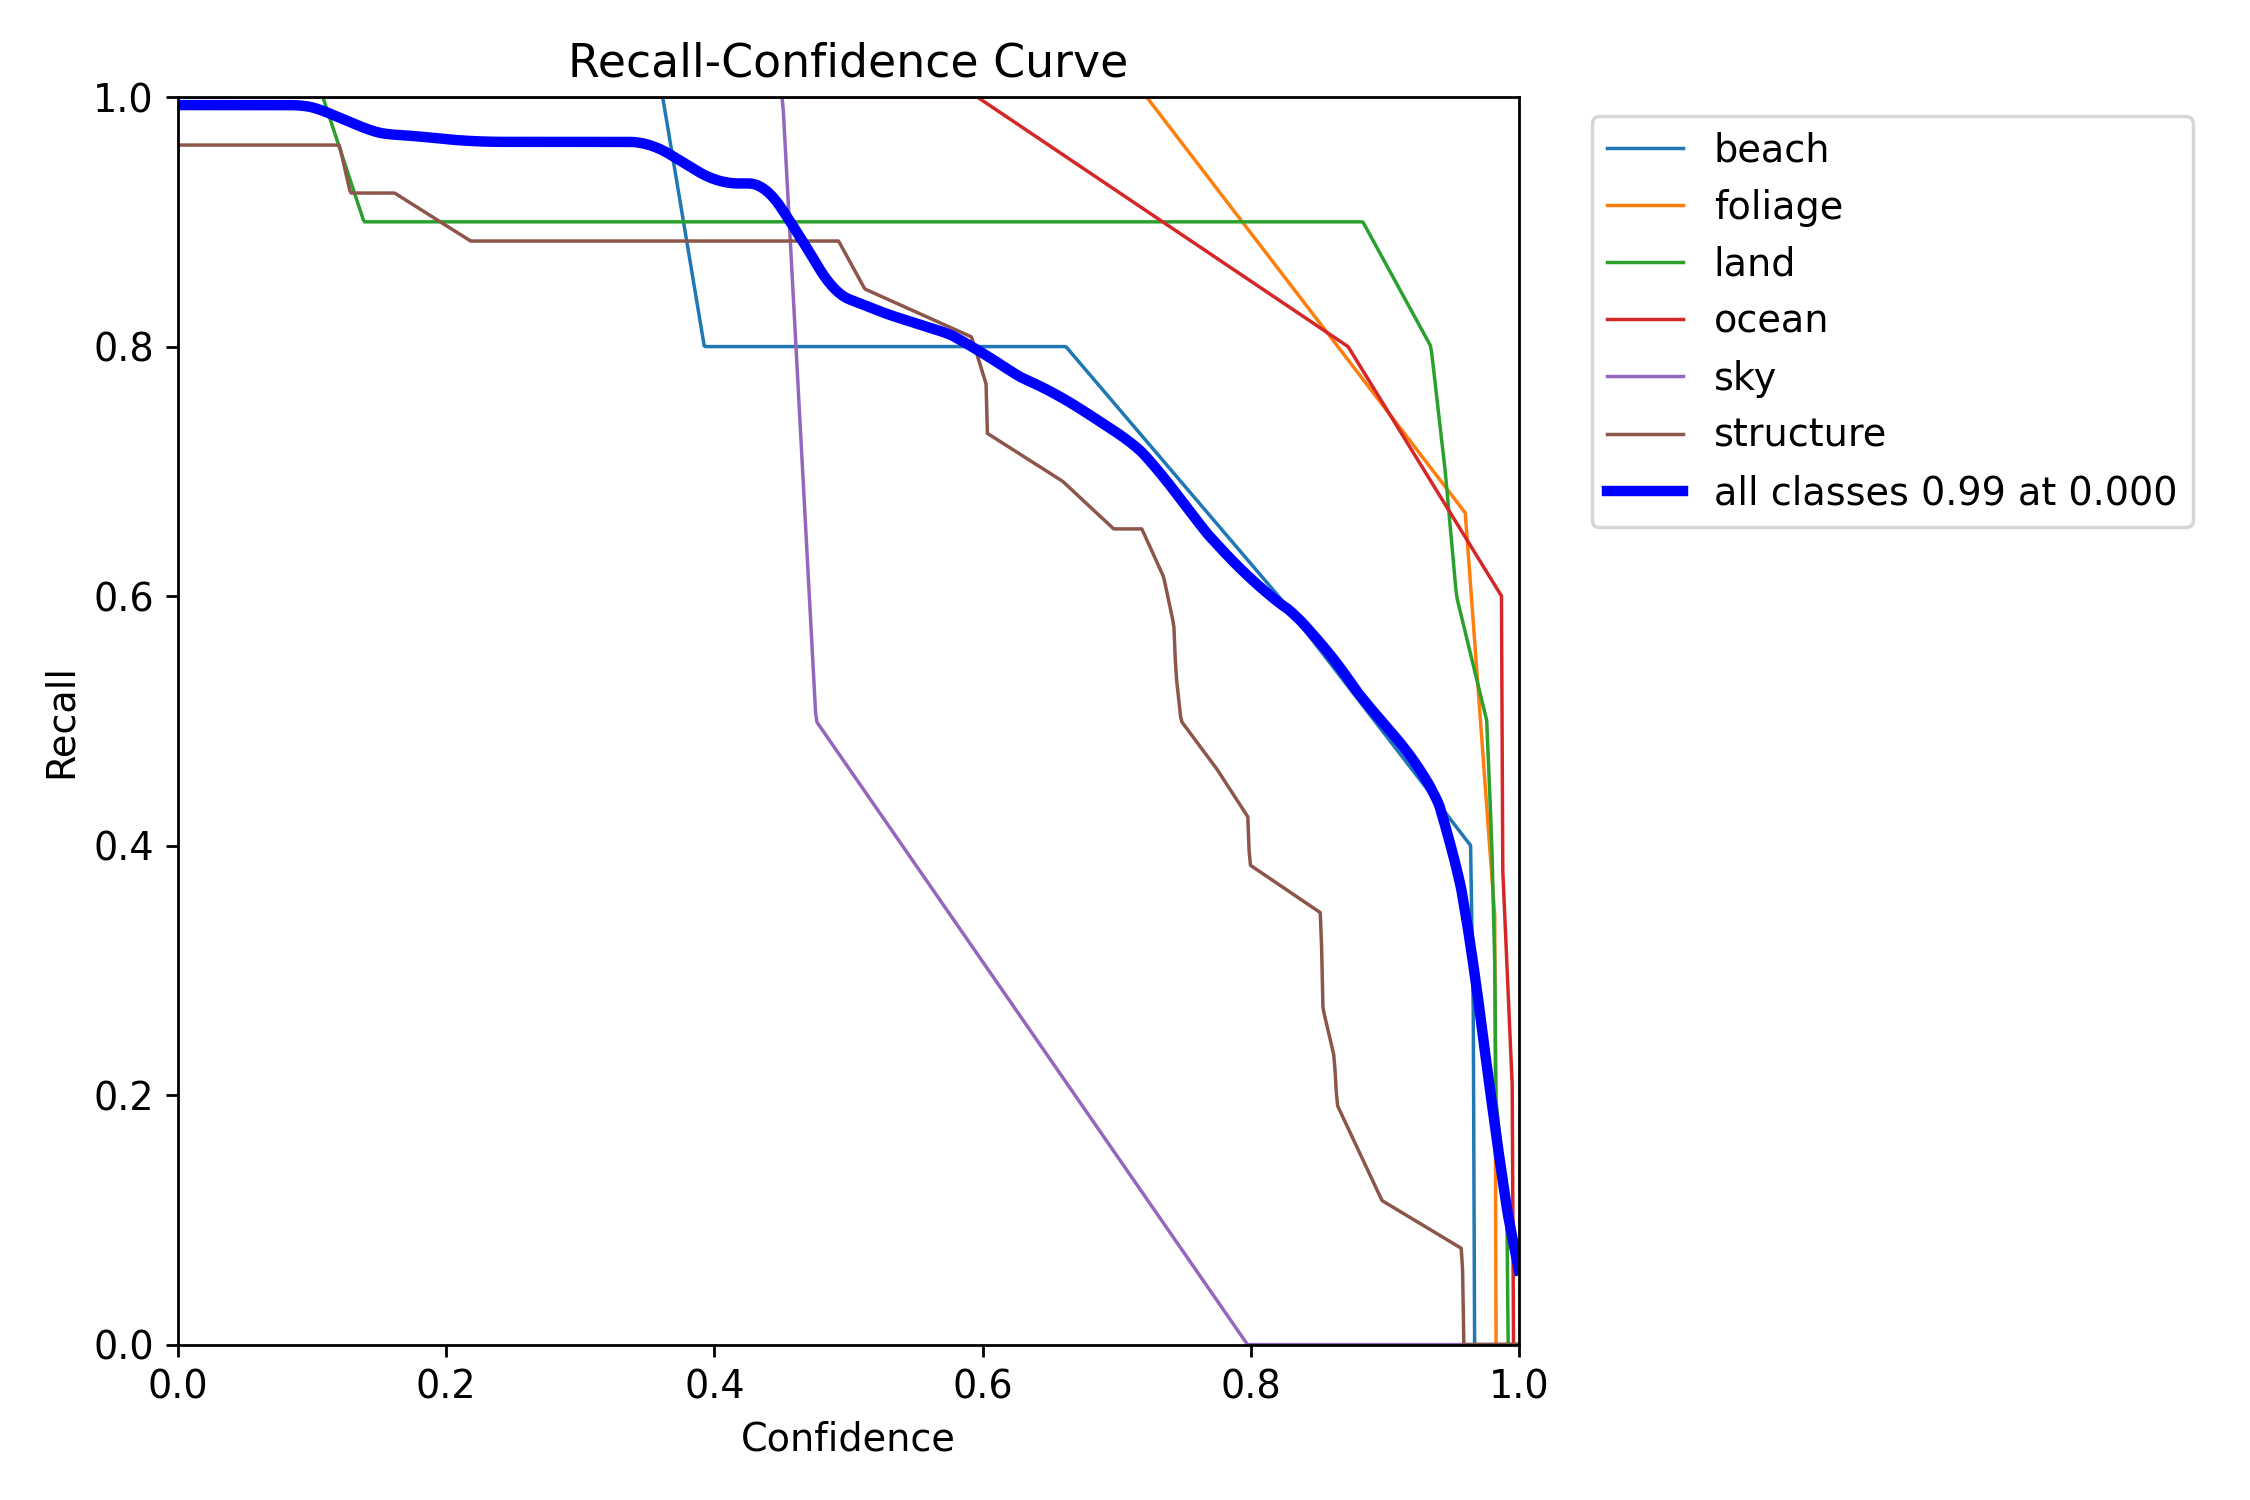 Recall-Confidence Curve
1.0
0.8
0.6
0.4
0.2
0.0
Recall
0.0 0.2 0.4 0.6 0.8 1.0
Confidence
beach
foliage
land
ocean
sky
structure
all classes 0.99 at 0.000